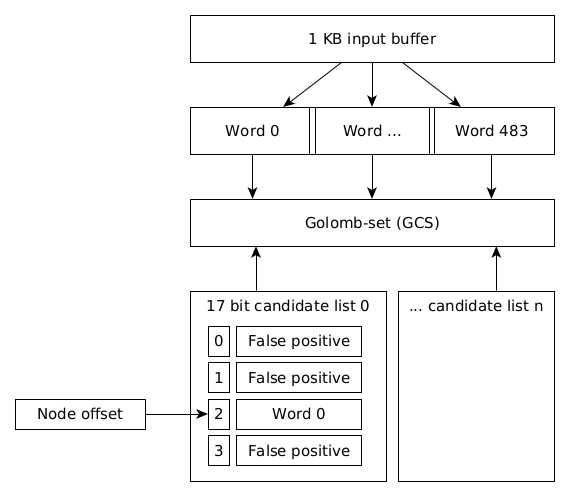 1 KB input buffer
Word 0
Word ...
Word 483
Golomb-set (GCS)
17 bit candidate list 0
0 False positive
1 False positive
2 Word 0
3 False positive
... candidate list n
Node offset